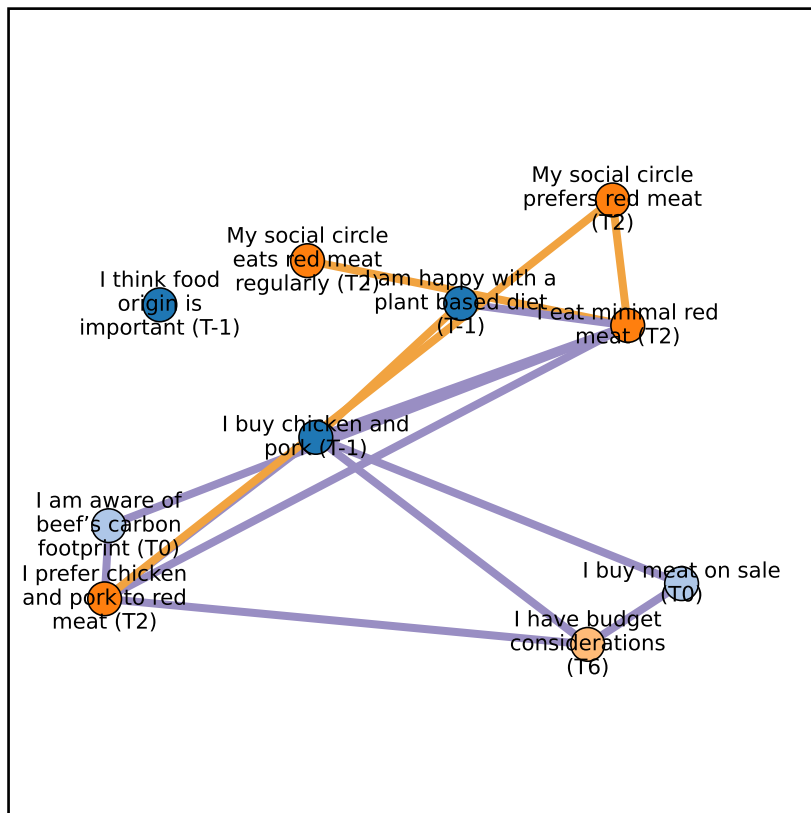 My social circle
prefers red meat
(T2)
My social circle
eats red meat
regularly (T2)
I think food
origin is
important (T-1)
I am happy with a
plant based diet
(T-1)
I eat minimal red
meat (T2)
I buy chicken and
pork (T-1)
I am aware of
beef’s carbon
footprint (T0)
I prefer chicken
and pork to red
meat (T2)
I buy meat on sale
(T0)
I have budget
considerations
(T6)